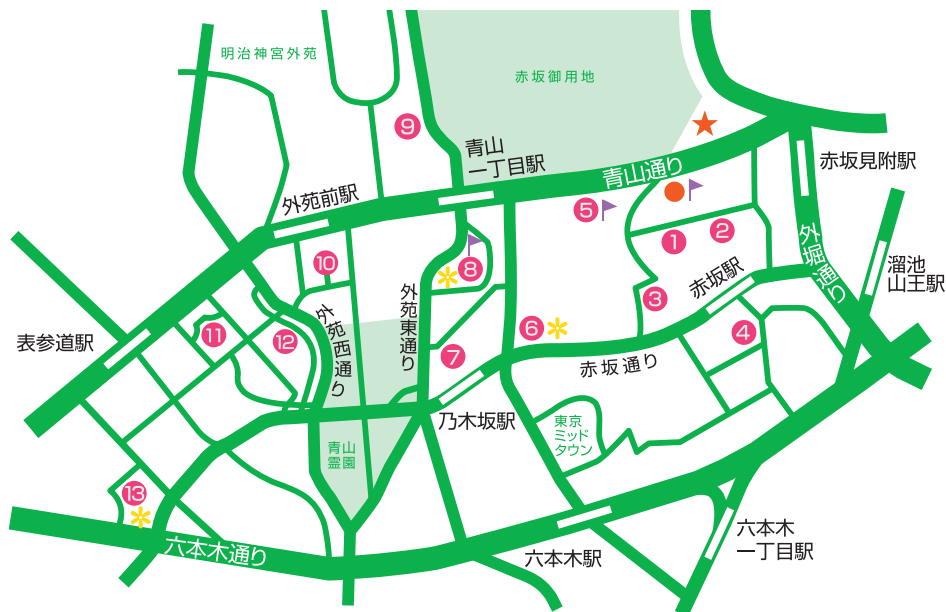 明治神宮外苑
赤坂御用地
⑨
青山
一丁目駅
青山通り
赤坂見附駅
外苑前駅
⑤
①
②
外堀通り
溜池
山王駅
⑩
⑧
赤坂駅
③
外苑西通り
外苑東通り
表参道駅
⑪
⑫
⑥
⑦
④
赤坂通り
乃木坂駅
東京
ミッド
タウン
青山
霊園
⑬
六本木通り
六本木駅
六本木
一丁目駅